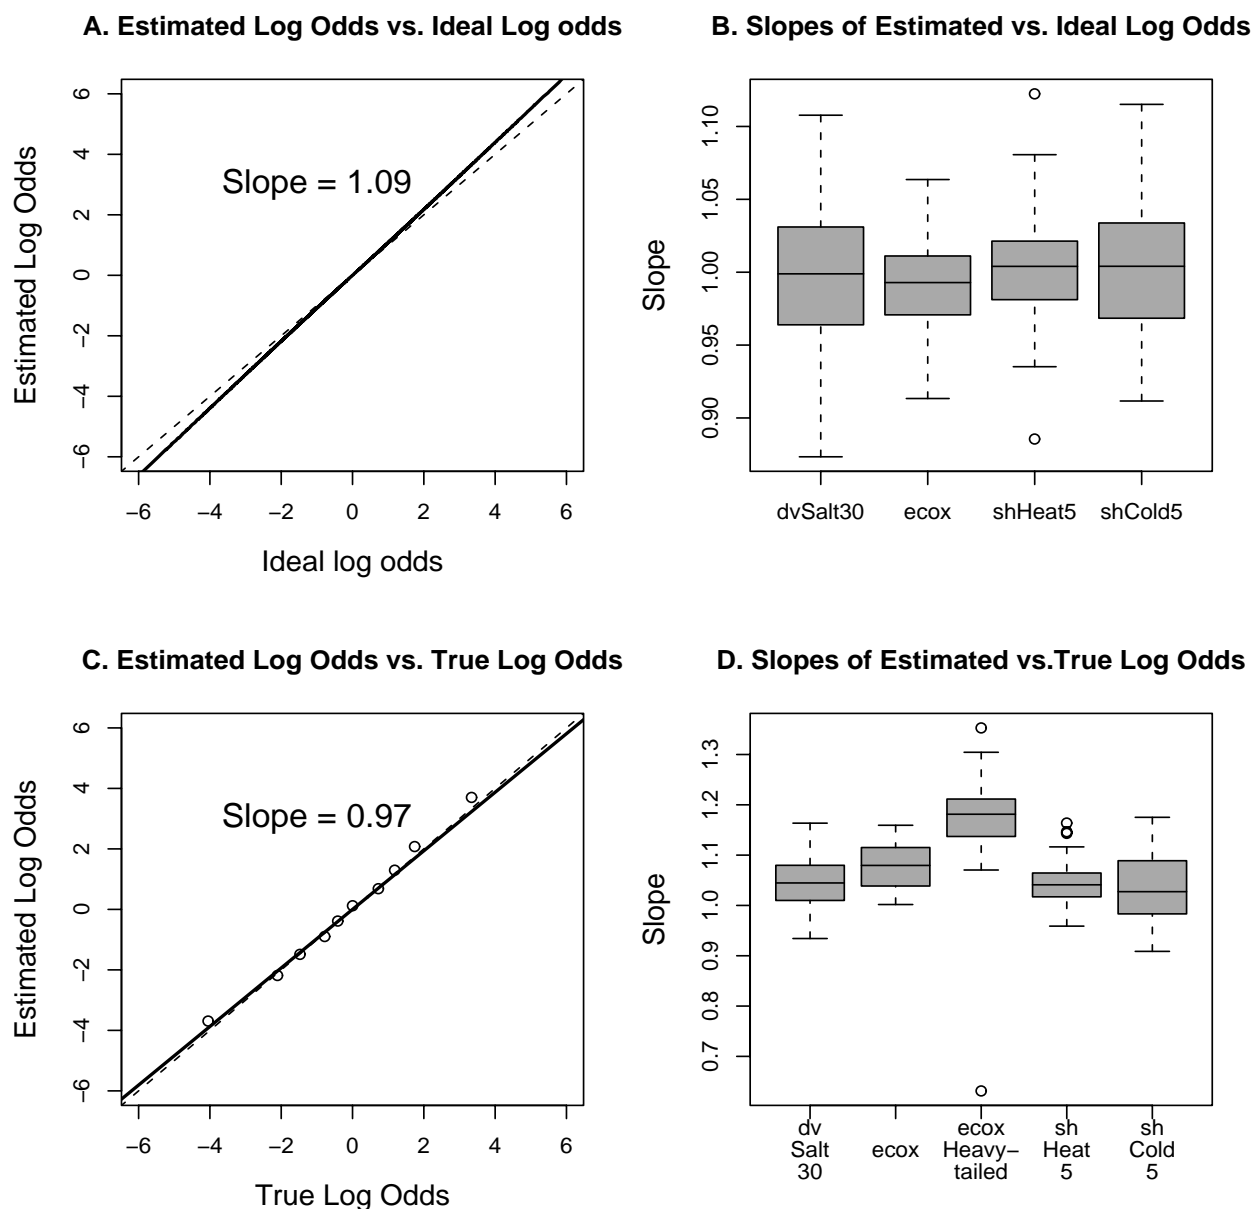 A. Estimated Log Odds vs. Ideal Log odds
Estimated Log Odds
6
4
2
0
−2
−4
−6
Slope = 1.09
−6 −4 −2 0 2 4 6
Ideal log odds
B. Slopes of Estimated vs. Ideal Log Odds
Slope
1.10
1.05
1.00
0.95
0.90
dvSalt30 ecox shHeat5 shCold5
C. Estimated Log Odds vs. True Log Odds
Estimated Log Odds
6
4
2
0
−2
−4
−6
Slope = 0.97
−6 −4 −2 0 2 4 6
True Log Odds
D. Slopes of Estimated vs.True Log Odds
Slope
1.3
1.2
1.1
1.0
0.9
0.8
0.7
dv
Salt
30
ecox
ecox
Heavy−
tailed
sh
Heat
5
sh
Cold
5